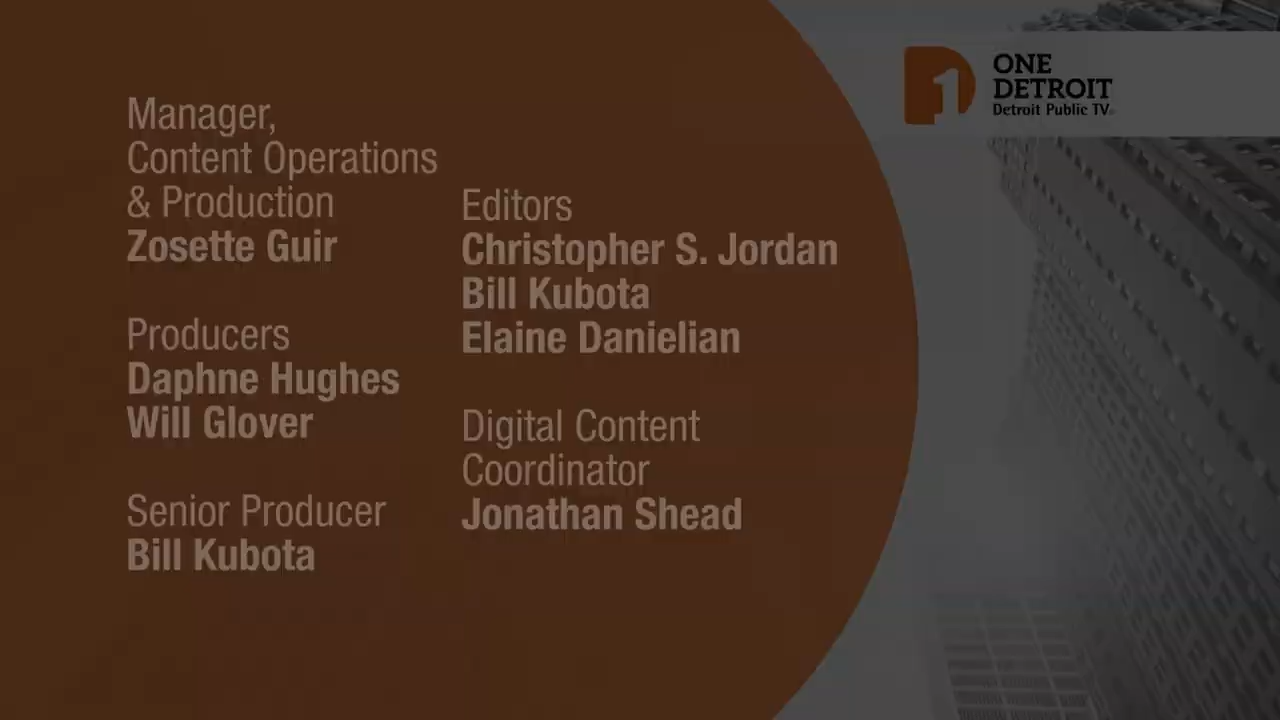 Manager,
Content Operations
& Production
Zosette Guir
Producers
Daphne Hughes
Will Glover
Senior Producer
Bill Kubota
Editors
Christopher S. Jordan
Bill Kubota
Elaine Danielian
Digital Content
Coordinator
Jonathan Shead
1
ONE
DETROIT
Detroit Public TV